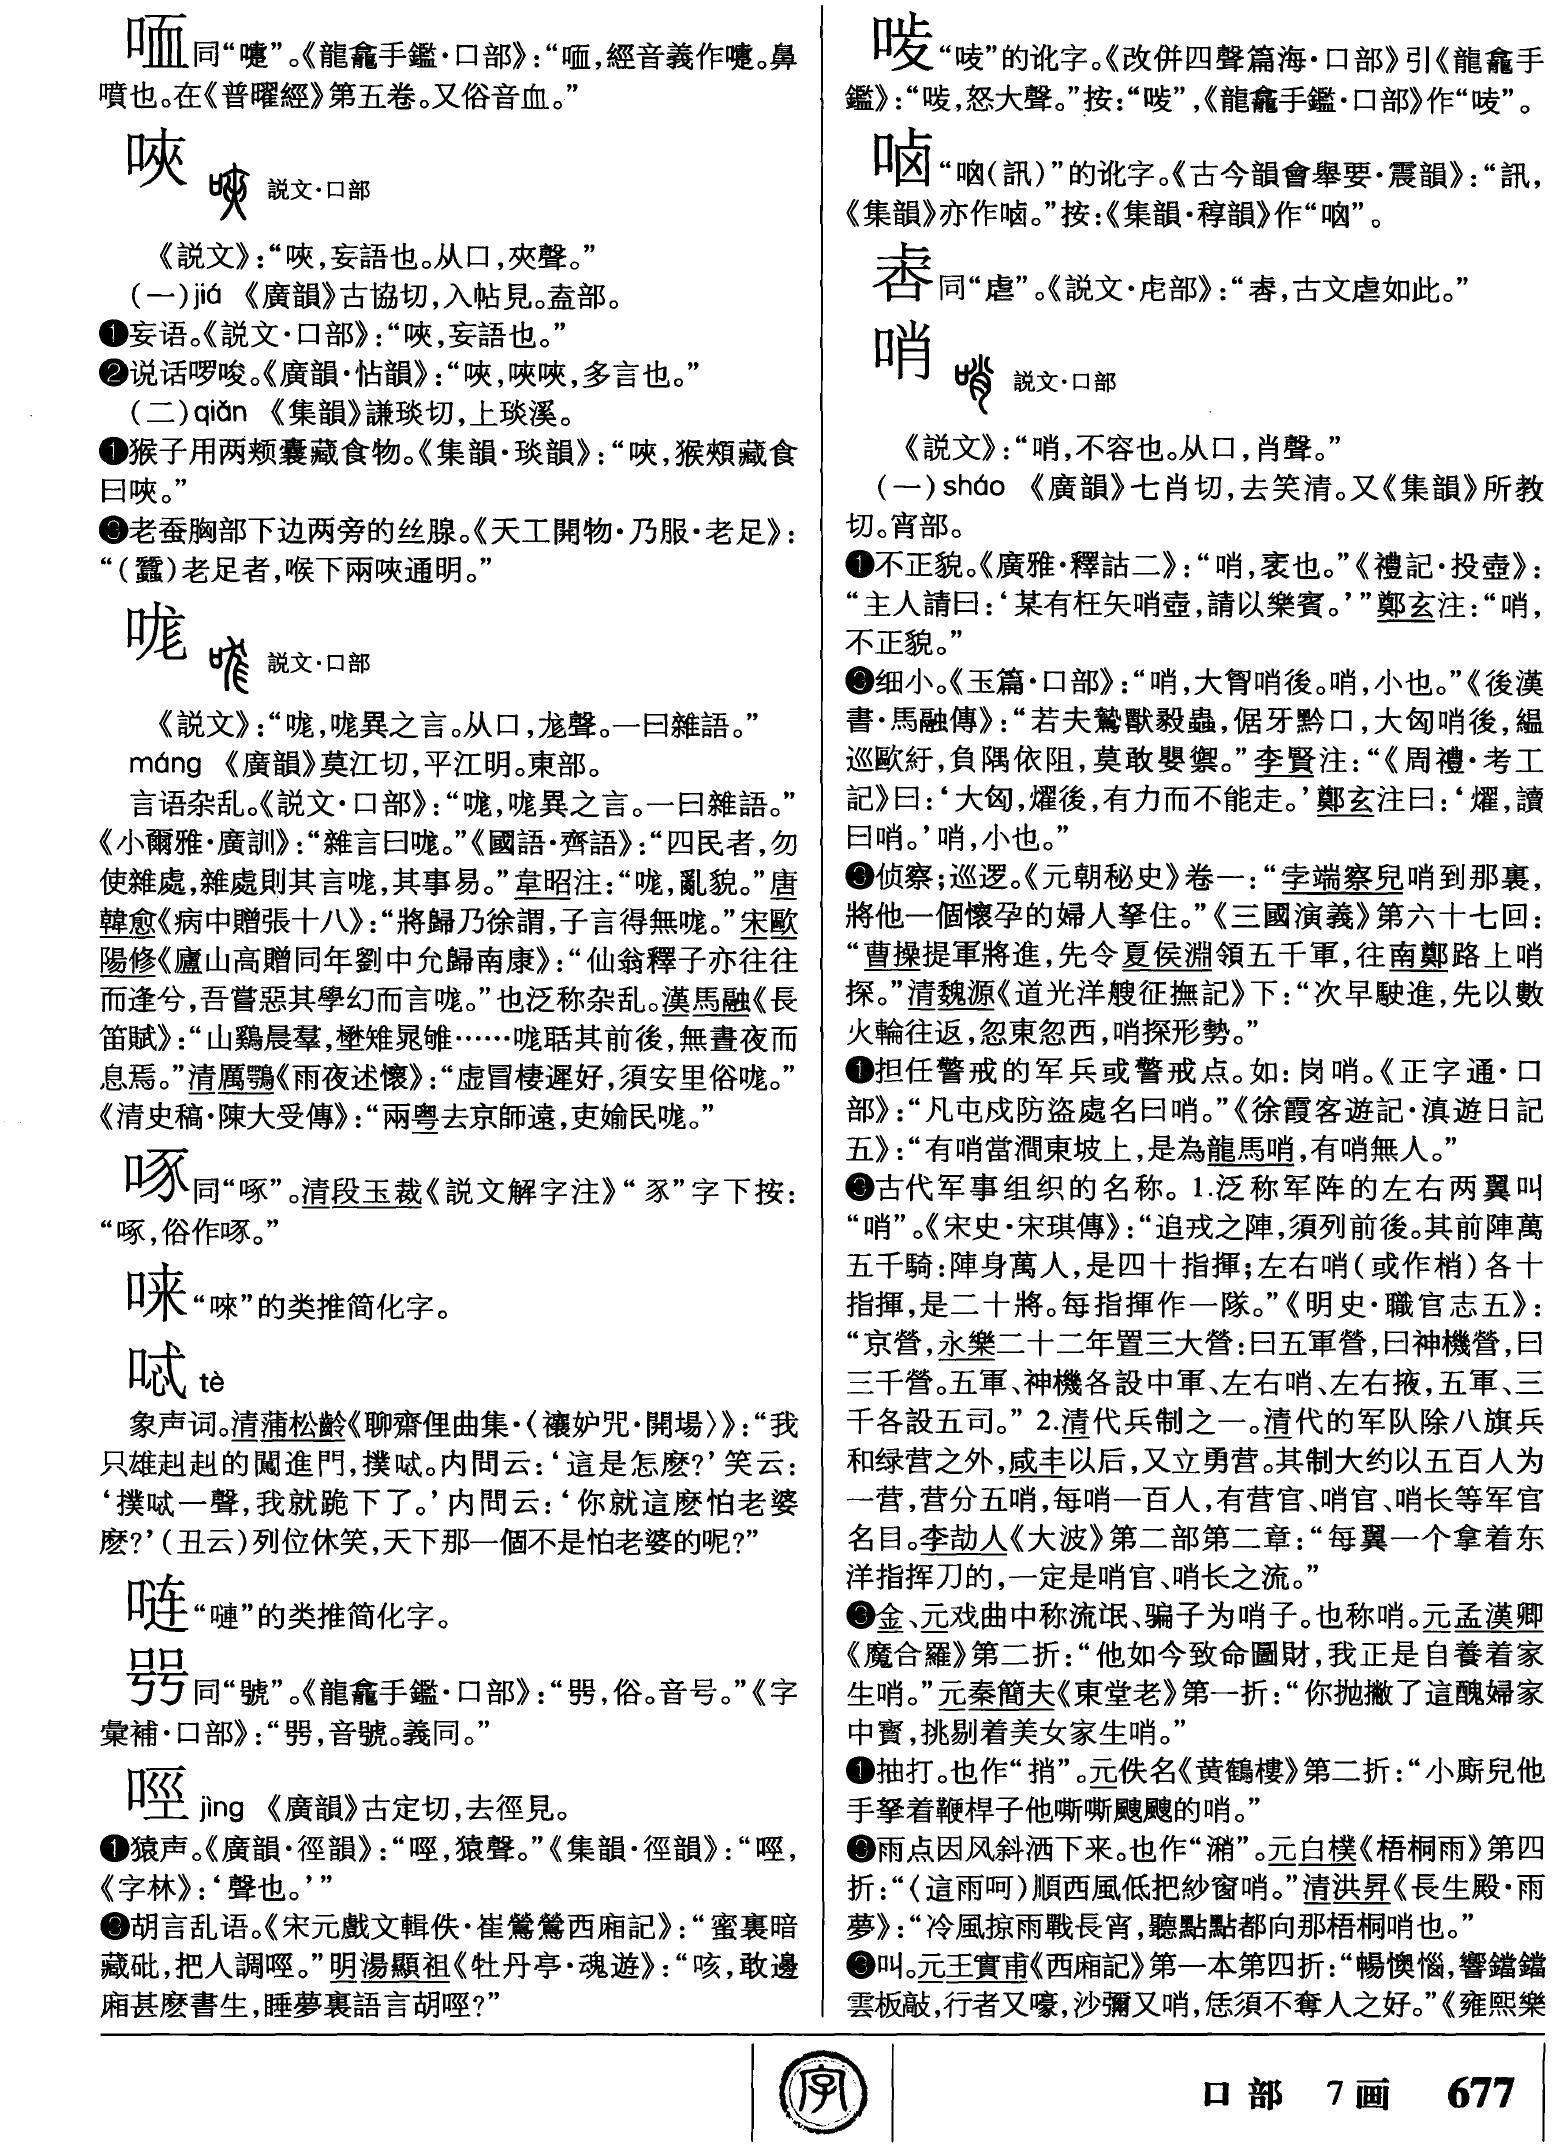 㖀同“嚏”。《龍龕手鑑·口部》：“㖀，經音義作嚏。鼻
噴也。在《普曜經》第五卷。又俗音血。”
唊 説文·口部
《説文》：“唊，妄語也。从口，夾聲。”
(一)jiá 《廣韻》古協切，入帖見。盍部。
❶妄语。《説文·口部》：“唊，妄語也。”
❷说话啰唆。《廣韻·怗韻》：“唊，唊唊，多言也。”
(二)qiǎn 《集韻》謙琰切，上琰溪。
❶猴子用两颊囊藏食物。《集韻·琰韻》：“唊，猴頰藏食
曰唊。”
老蚕胸部下边两旁的丝腺。《天工開物·乃服·老足》：
“(蠶)老足者，喉下兩唊通明。”
哤 説文·口部
《説文》：“哤，哤異之言。从口，尨聲。一曰雜語。”
máng 《廣韻》莫江切，平江明。東部。
言语杂乱。《説文·口部》：“哤，哤異之言。一曰雜語。”
《小爾雅·廣訓》：“雜言曰哤。”《國語·齊語》：“四民者，勿
使雜處，雜處則其言哤，其事易。”韋昭注：“哤，亂貌。”唐
韓愈《病中贈張十八》：“將歸乃徐謂，子言得無哤。”宋歐
陽修《廬山高贈同年劉中允歸南康》：“仙翁釋子亦往往
而逢兮，吾嘗惡其學幻而言哤。”也泛称杂乱。漢馬融《長
笛賦》：“山鷄晨羣，壄雉晁雊……哤聒其前後，無晝夜而
息焉。”清厲鶚《雨夜述懷》：“虚冒棲遲好，須安里俗哤。”
《清史稿·陳大受傳》：“兩粤去京師遠，吏媮民哤。”
啄同“啄”。清段玉裁《説文解字注》“豖”字下按：
“啄，俗作啄。”
唻“唻”的类推简化字。
㖆 tè
象声词。清蒲松齡《聊齋俚曲集·〈禳妒咒·開場〉》：“我
只雄赳赳的闖進門，撲㖆。内問云：‘這是怎麽?’笑云：
‘撲㖆一聲，我就跪下了。’内問云：‘你就這麽怕老婆
麽?’(丑云)列位休笑，天下那一個不是怕老婆的呢?”
𪡏“嗹”的类推简化字。
同“號”。《龍龕手鑑·口部》：“，俗。音号。”《字
彙補·口部》：“，音號。義同。”
㖐 jìng 《廣韻》古定切，去徑見。
❶猿声。《廣韻·徑韻》：“㖐，猿聲。”《集韻·徑韻》：“㖐，
《字林》：‘聲也。’”
胡言乱语。《宋元戲文輯佚·崔鶯鶯西廂記》：“蜜裏暗
藏砒，把人調㖐。”明湯顯祖《牡丹亭·魂遊》：“咳，敢邊
廂甚麽書生，睡夢裏語言胡㖐?”
“唛”的讹字。《改併四聲篇海·口部》引《龍龕手
鑑》：“，怒大聲。”按：“”，《龍龕手鑑·口部》作“”。
“(訊)”的讹字。《古今韻會舉要·震韻》：“訊，
《集韻》亦作。”按：《集韻·稕韻》作“”。
同“虐”。《説文·虍部》：“，古文虐如此。”
哨 説文·口部
《説文》：“哨，不容也。从口，肖聲。”
(一)shào 《廣韻》七肖切，去笑清。又《集韻》所教
切。宵部。
❶不正貌。《廣雅·釋詁二》：“哨，衺也。”《禮記·投壺》：
“主人請曰：‘某有枉矢哨壺，請以樂賓。’”鄭玄注：“哨，
不正貌。”
细小。《玉篇·口部》：“哨，大胷哨後。哨，小也。”《後漢
書·馬融傳》：“若夫鷙獸毅蟲，倨牙黔口，大匈哨後，緼
巡歐紆，負隅依阻，莫敢嬰禦。”李賢注：“《周禮·考工
記》曰：‘大匈，燿後，有力而不能走。’鄭玄注曰：‘燿，讀
曰哨。’哨，小也。”
侦察；巡逻。《元朝秘史》卷一：“孛端察兒哨到那裏，
將他一個懷孕的婦人拏住。”《三國演義》第六十七回：
“曹操提軍將進，先令夏侯淵領五千軍，往南鄭路上哨
探。”清魏源《道光洋艘征撫記》下：“次早駛進，先以數
火輪往返，忽東忽西，哨探形勢。”
担任警戒的军兵或警戒点。如：岗哨。《正字通·口
部》：“凡屯戍防盜處名曰哨。”《徐霞客遊記·滇遊日記
五》：“有哨當澗東坡上，是為龍馬哨，有哨無人。”
古代军事组织的名称。1.泛称军阵的左右两翼叫
“哨”。《宋史·宋琪傳》：“追戎之陣，須列前後。其前陣萬
五千騎：陣身萬人，是四十指揮；左右哨(或作梢)各十
指揮，是二十將。每指揮作一隊。”《明史·職官志五》：
“京營，永樂二十二年置三大營：曰五軍營，曰神機營，曰
三千營。五軍、神機各設中軍、左右哨、左右掖，五軍、三
千各設五司。”2.清代兵制之一。清代的军队除八旗兵
和绿营之外，咸丰以后，又立勇营。其制大约以五百人为
一营，营分五哨，每哨一百人，有营官、哨官、哨长等军官
名目。李劼人《大波》第二部第二章：“每翼一个拿着东
洋指挥刀的，一定是哨官、哨长之流。”
金、元戏曲中称流氓、骗子为哨子。也称哨。元孟漢卿
《魔合羅》第二折：“他如今致命圖財，我正是自養着家
生哨。”元秦簡夫《東堂老》第一折：“你抛撇了這醜婦家
中寶，挑剔着美女家生哨。”
抽打。也作“捎”。元佚名《黄鶴樓》第二折：“小廝兒他
手拏着鞭桿子他嘶嘶颼颼的哨。”
雨点因风斜洒下来。也作“潲”。元白樸《梧桐雨》第四
折：“(這雨呵)順西風低把紗窗哨。”清洪昇《長生殿·雨
夢》：“冷風掠雨戰長宵，聽點點都向那梧桐哨也。”
叫。元王實甫《西廂記》第一本第四折：“暢懊惱，響鐺鐺
雲板敲，行者又嚎，沙彌又哨，恁須不奪人之好。”《雍熙樂
字
口部 7画 677